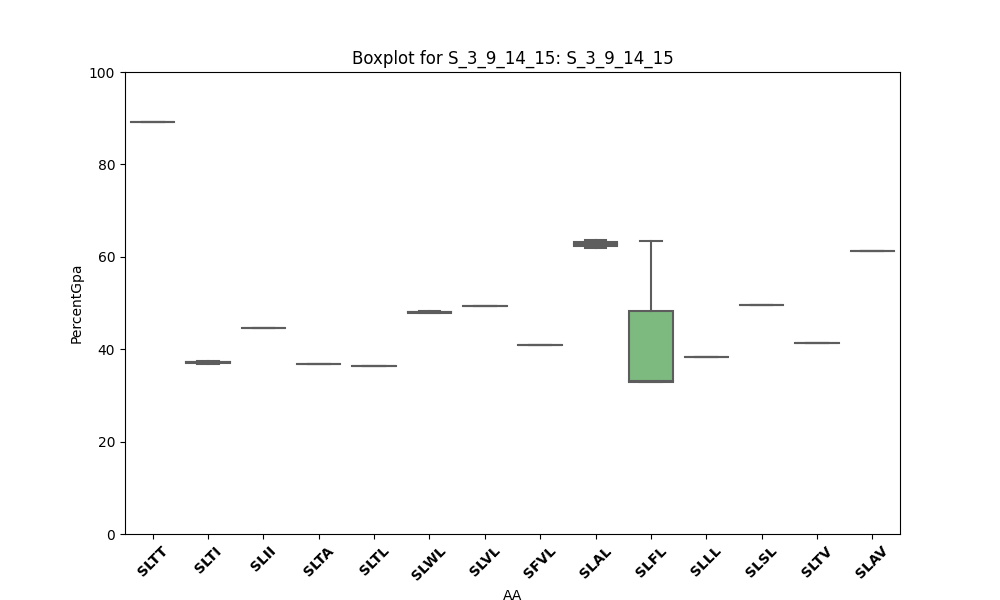 Boxplot for S_3_9_14_15: S_3_9_14_15
100
80
60
40
20
0
PercentGpa
SLTT
SLTI
SLII
SLTA
SLTL
SLWL
SLVL
SFVL
SLAL
SLFL
SLLL
SLSL
SLTV
SLAV
AA